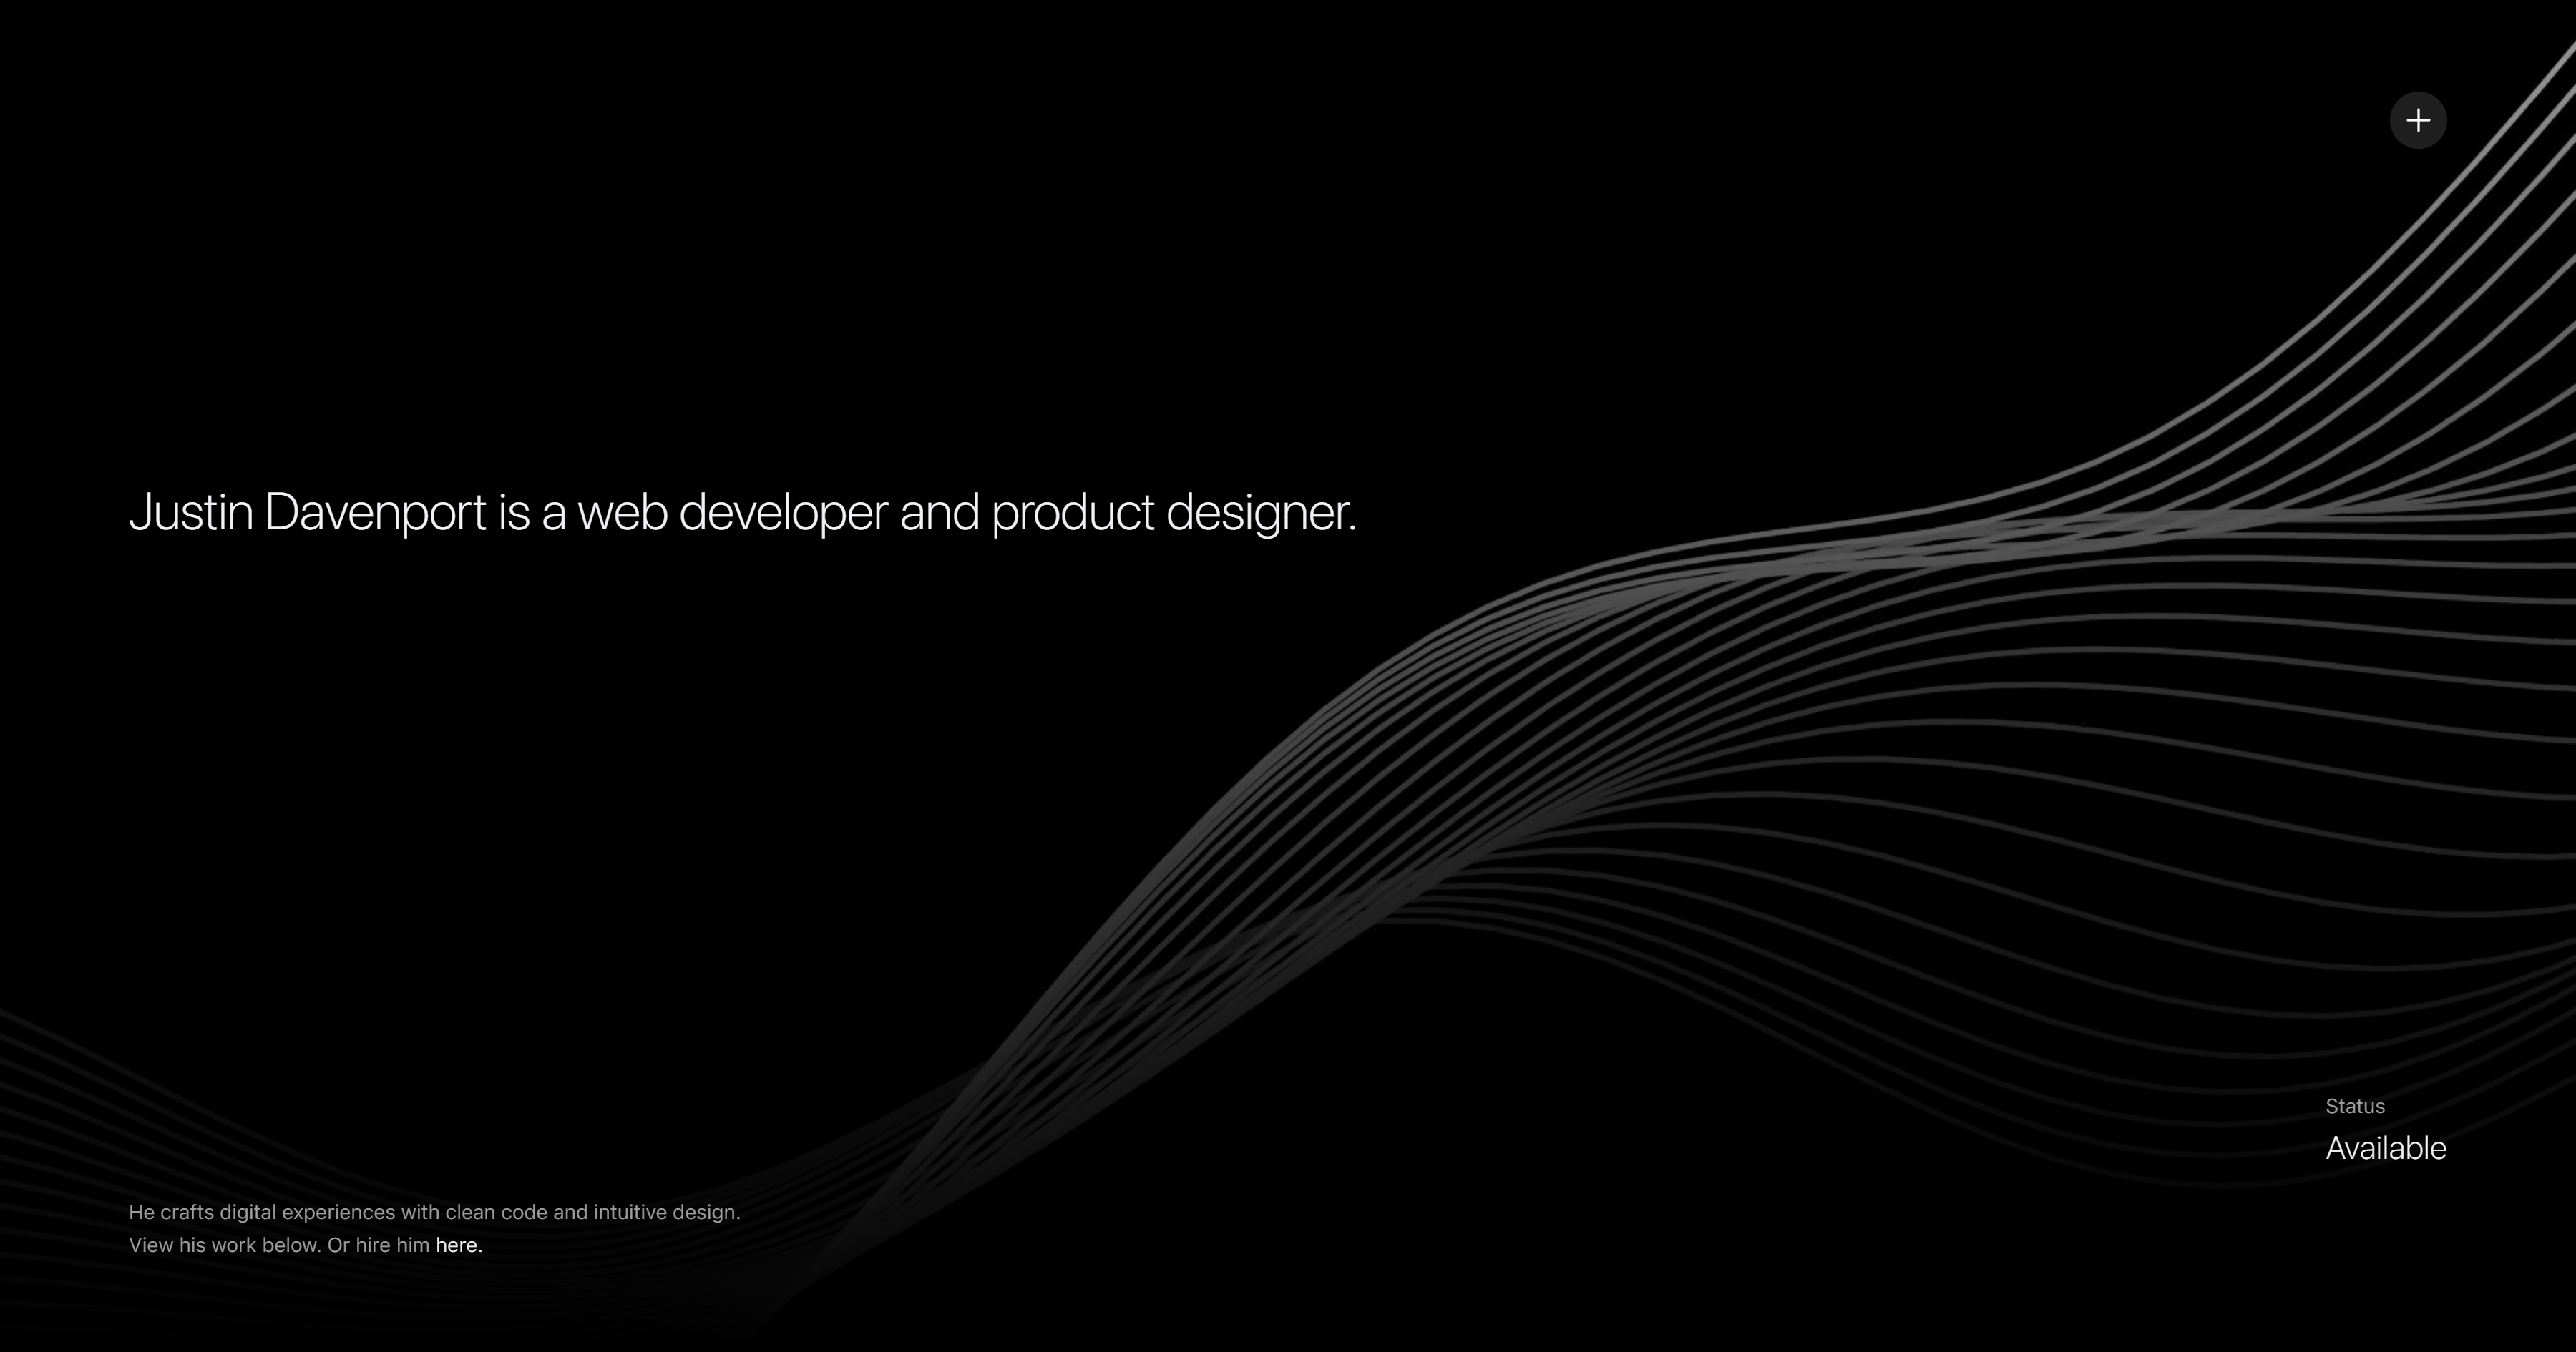 Justin Davenport is a web developer and product designer.
Status
Available
He crafts digital experiences with clean code and intuitive design.
View his work below. Or hire him here.